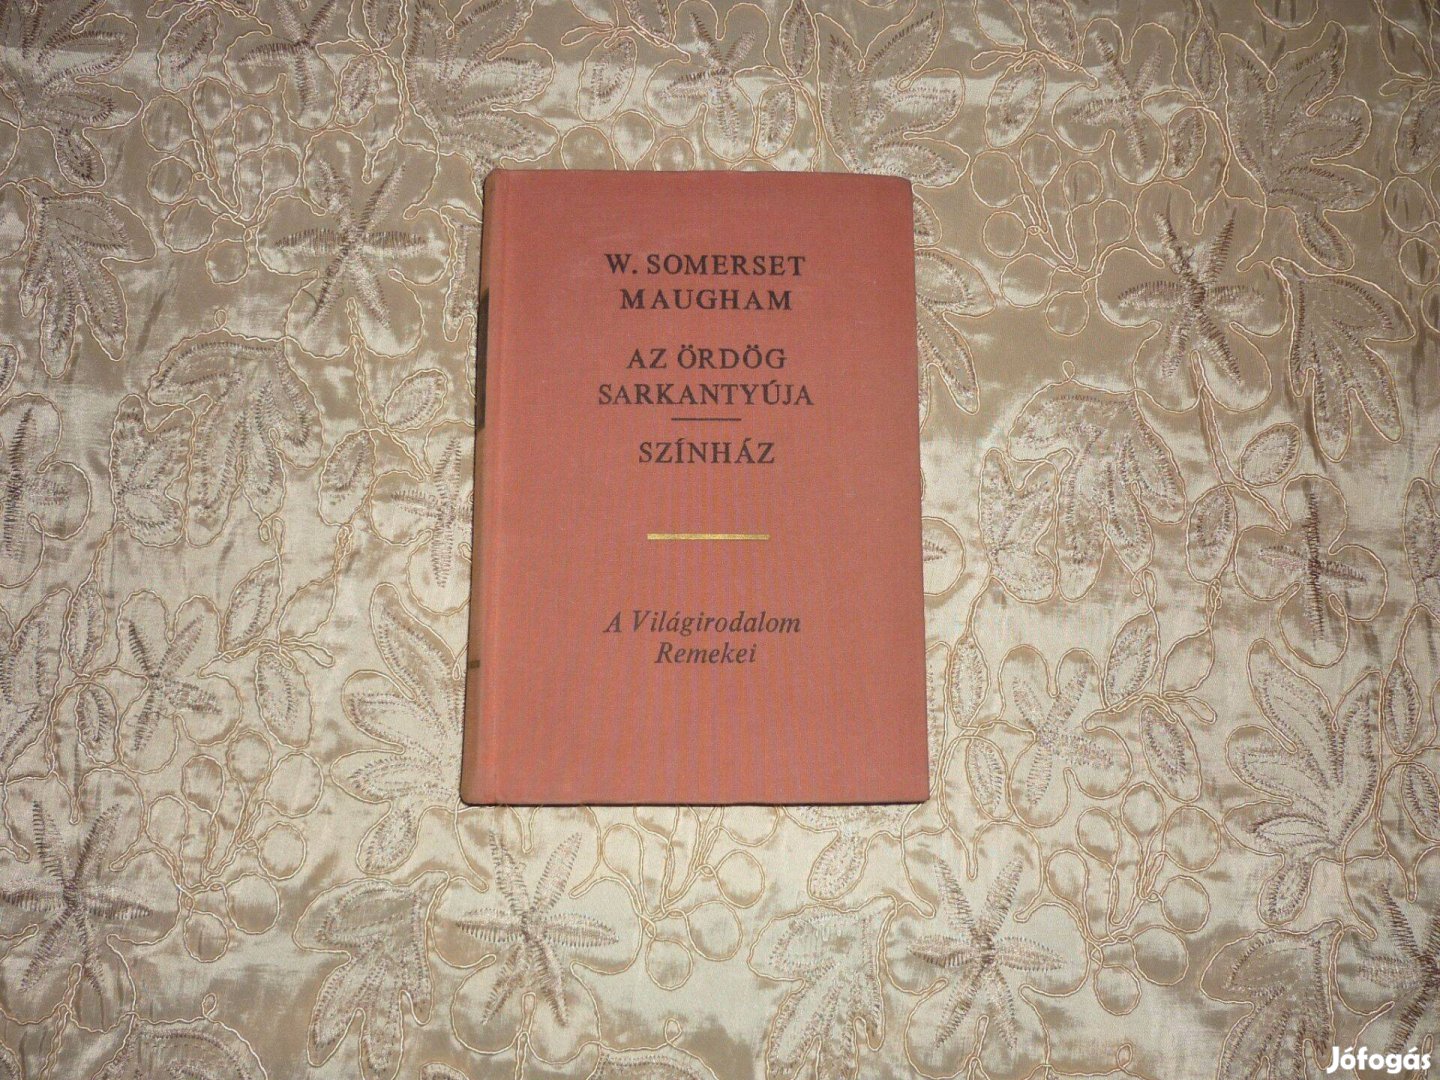 W. SOMERSET
MAUGHAM
AZ ÖRDÖG
SARKANTYÚJA
SZÍNHÁZ
A Világirodalom
Remekei
Jófogás